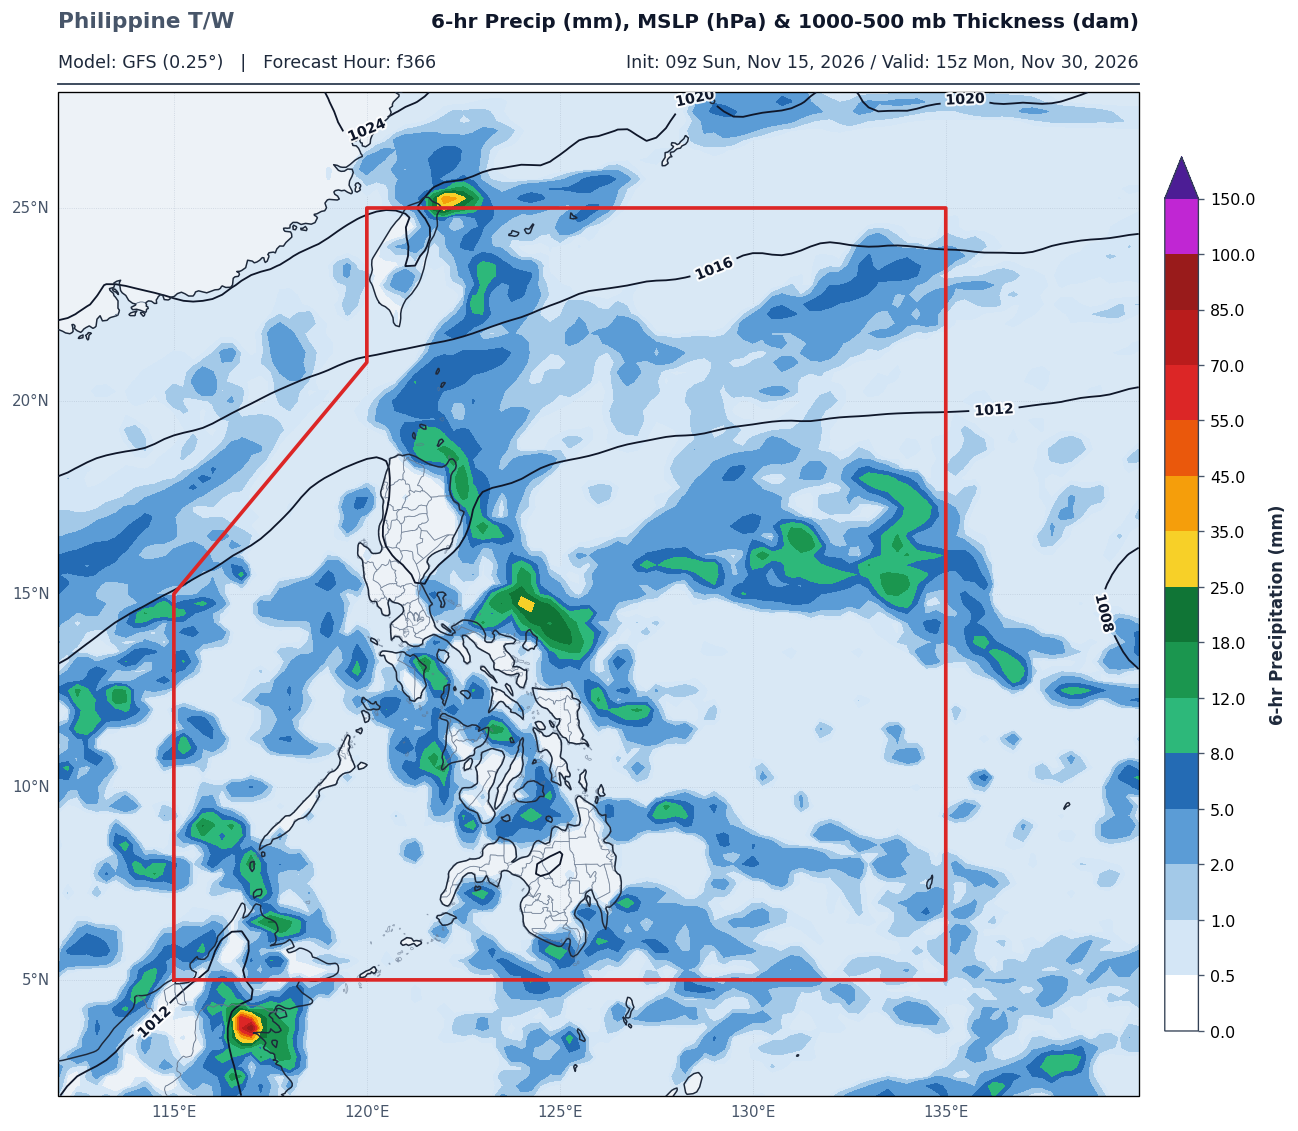 Philippine T/W
6-hr Precip (mm), MSLP (hPa) & 1000-500 mb Thickness (dam)
Model: GFS (0.25°) | Forecast Hour: f366
Init: 09z Sun, Nov 15, 2026 / Valid: 15z Mon, Nov 30, 2026
1020
1020
1024
1016
1012
1008
1012
25°N
20°N
15°N
10°N
5°N
115°E
120°E
125°E
130°E
135°E
150.0
100.0
85.0
70.0
55.0
45.0
35.0
25.0
18.0
12.0
8.0
5.0
2.0
1.0
0.5
0.0
6-hr Precipitation (mm)